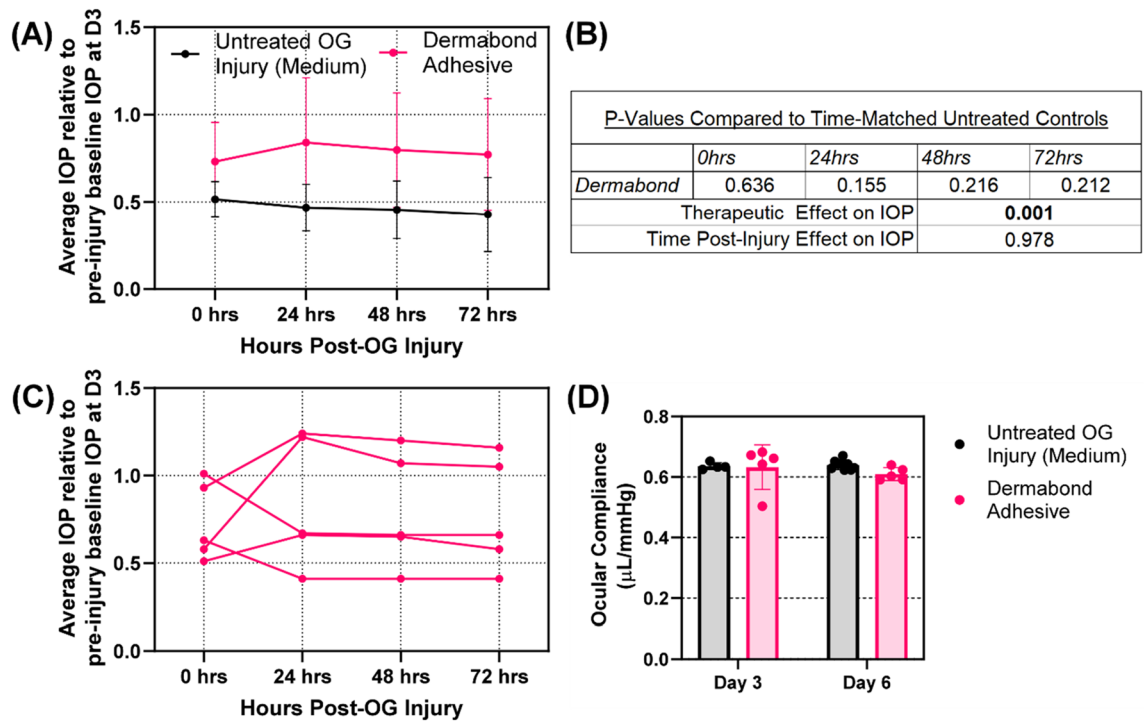 (A)
Average IOP relative to
pre-injury baseline IOP at D3
1.5
1.0
0.5
0.0
Untreated OG
Injury (Medium)
Dermabond
Adhesive
0 hrs 24 hrs 48 hrs 72 hrs
Hours Post-OG Injury
(B)
P-Values Compared to Time-Matched Untreated Controls
0hrs 24hrs 48hrs 72hrs
Dermabond 0.636 0.155 0.216 0.212
Therapeutic Effect on IOP 0.001
Time Post-Injury Effect on IOP 0.978
(C)
Average IOP relative to
pre-injury baseline IOP at D3
1.5
1.0
0.5
0.0
0 hrs 24 hrs 48 hrs 72 hrs
Hours Post-OG Injury
(D)
Ocular Compliance
(μL/mmHg)
0.8
0.6
0.4
0.2
0.0
Day 3 Day 6
Untreated OG
Injury (Medium)
Dermabond
Adhesive